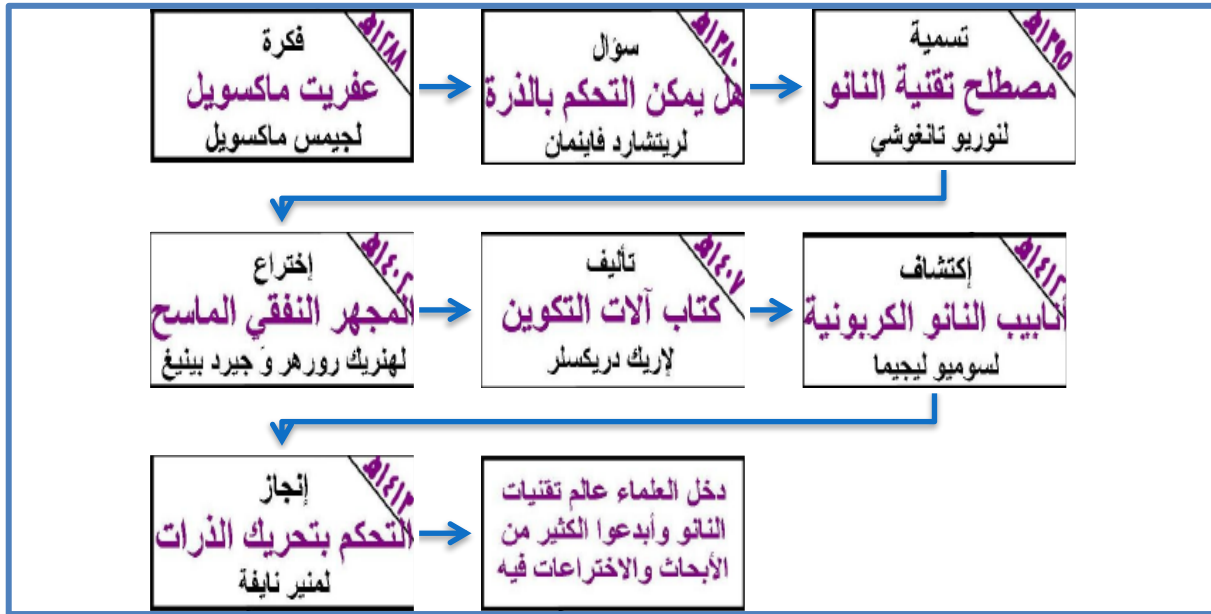 ١٢٨٨هـ
فكرة
عفريت ماكسويل
لجيمس ماكسويل
١٣٨٠هـ
سؤال
هل يمكن التحكم بالذرة
لريتشارد فاينمان
١٣٩٥هـ
تسمية
مصطلح تقنية النانو
لنوريو تانغوشي
١٤٠٢هـ
إختراع
المجهر النفقي الماسح
لهنريك رورهر وَ جيرد بينيغ
١٤٠٧هـ
تأليف
كتاب آلات التكوين
لإريك دريكسلر
١٤١٢هـ
إكتشاف
أنابيب النانو الكربونية
لسوميو ليجيما
١٤١٣هـ
إنجاز
التحكم بتحريك الذرات
لمنير نايفة
دخل العلماء عالم تقنيات
النانو وأبدعوا الكثير من
الأبحاث والاختراعات فيه